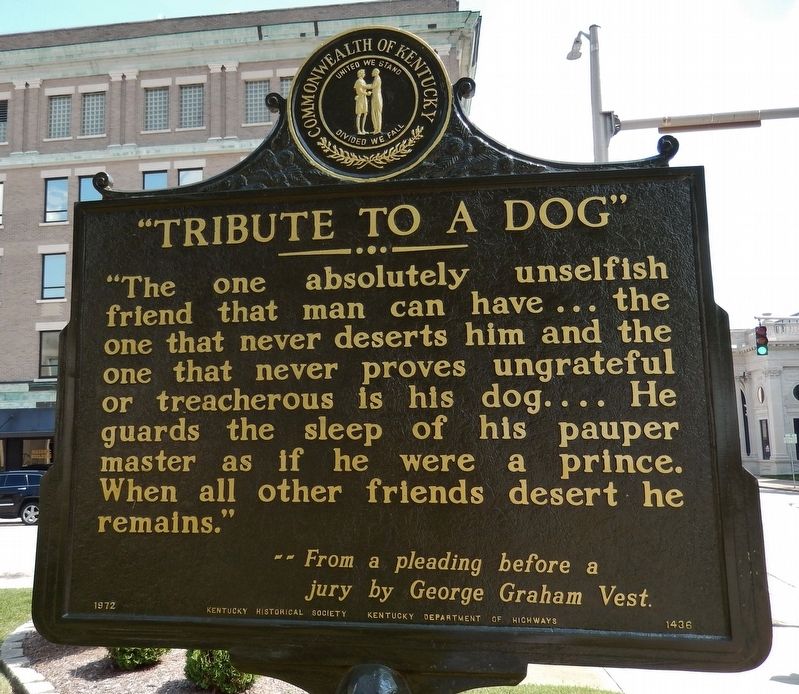 COMMONWEALTH OF KENTUCKY
UNITED WE STAND
DIVIDED WE FALL
“TRIBUTE TO A DOG”
“The one absolutely unselfish
friend that man can have... the
one that never deserts him and the
one that never proves ungrateful
or treacherous is his dog.... He
guards the sleep of his pauper
master as if he were a prince.
When all other friends desert he
remains.”
-- From a pleading before a
jury by George Graham Vest.
1972
KENTUCKY HISTORICAL SOCIETY KENTUCKY DEPARTMENT OF HIGHWAYS
1436